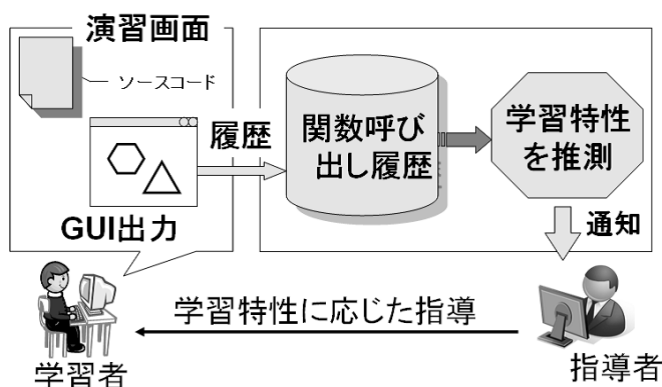 演習画面
ソースコード
GUI出力
履歴
関数呼び
出し履歴
学習特性
を推測
通知
学習特性に応じた指導
学習者
指導者